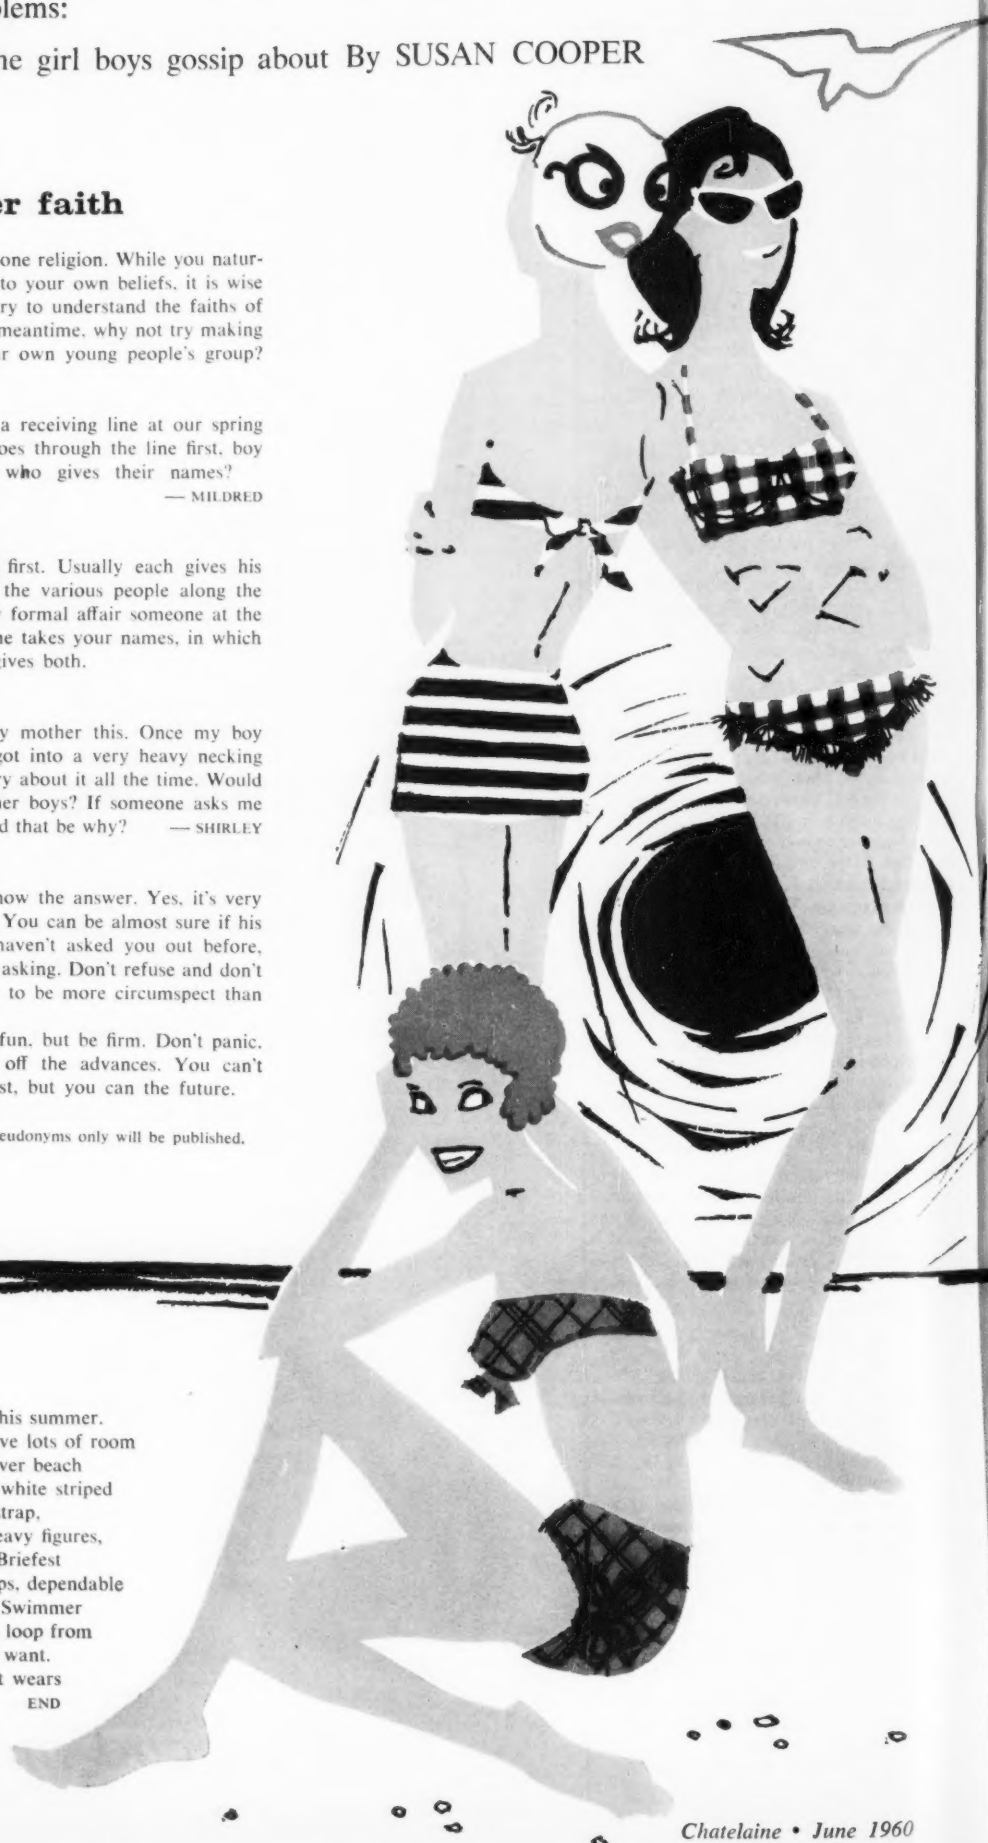 lems:
ne girl boys gossip about By SUSAN COOPER
er faith
one religion. While you natur-
to your own beliefs, it is wise
ry to understand the faiths of
meantime, why not try making
r own young people's group?
a receiving line at our spring
oes through the line first, boy
who gives their names?
— MILDRED
first. Usually each gives his
the various people along the
formal affair someone at the
ne takes your names, in which
gives both.
y mother this. Once my boy
got into a very heavy necking
ry about it all the time. Would
her boys? If someone asks me
d that be why? — SHIRLEY
now the answer. Yes, it's very
You can be almost sure if his
haven't asked you out before,
asking. Don't refuse and don't
to be more circumspect than
fun, but be firm. Don't panic,
off the advances. You can't
st, but you can the future.
eudonyms only will be published.
his summer.
ve lots of room
ver beach
white striped
trap,
eavy figures,
Briefest
ps, dependable
Swimmer
loop from
want.
t wears
END
Chatelaine • June 1960